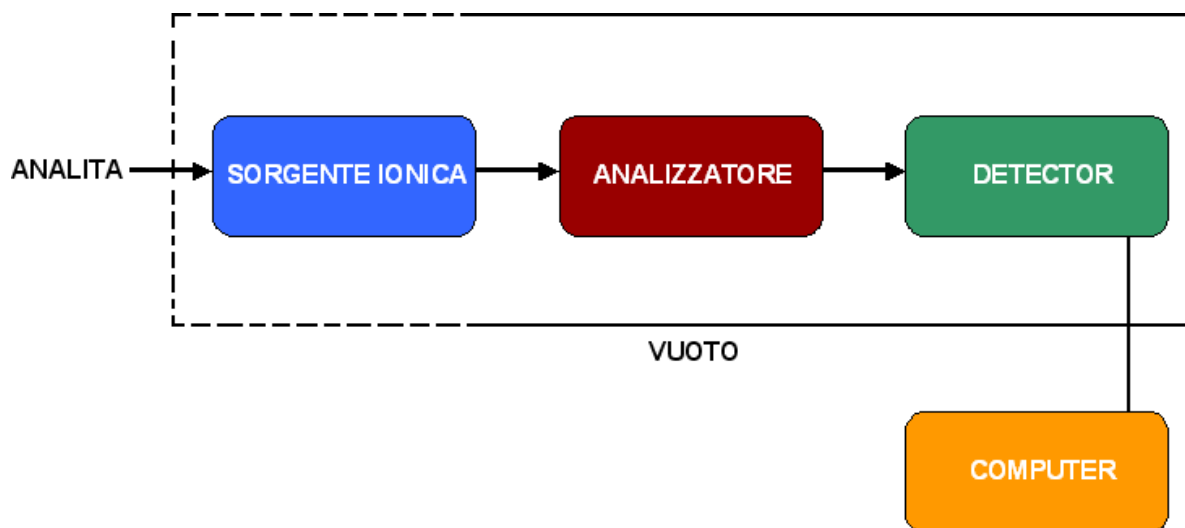 ANALITA
SORGENTE IONICA
ANALIZZATORE
DETECTOR
VUOTO
COMPUTER